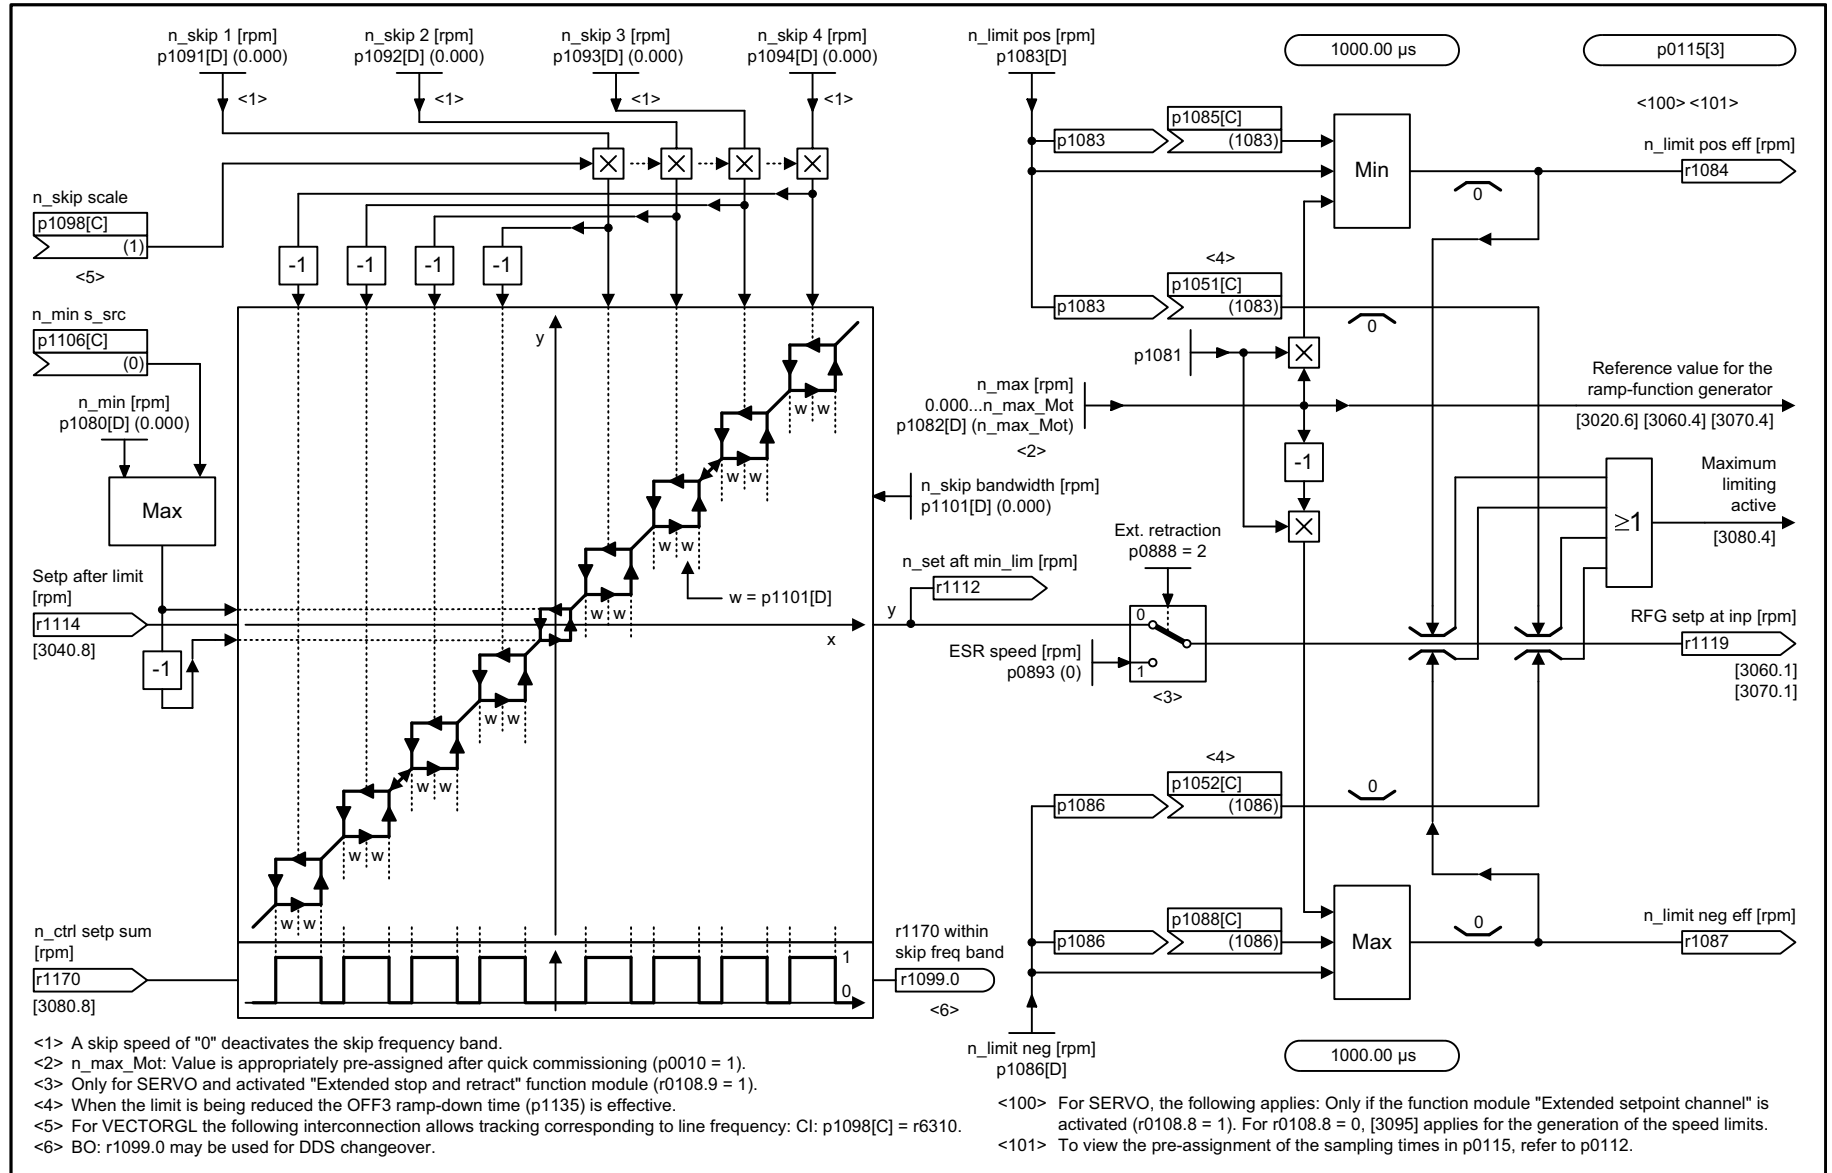 n_skip 1 [rpm]
p1091[D] (0.000)
<1>
n_skip 2 [rpm]
p1092[D] (0.000)
<1>
n_skip 3 [rpm]
p1093[D] (0.000)
<1>
n_skip 4 [rpm]
p1094[D] (0.000)
<1>
n_limit pos [rpm]
p1083[D]
1000.00 µs
p0115[3]
<100> <101>
p1083
p1085[C]
(1083)
Min
0
n_limit pos eff [rpm]
r1084
n_skip scale
p1098[C]
(1)
<5>
-1
-1
-1
-1
n_min s_src
p1106[C]
(0)
n_min [rpm]
p1080[D] (0.000)
Max
Setp after limit
[rpm]
r1114
[3040.8]
-1
y
x
w w
w w
w w
w w
w w
w w
w w
w w
w = p1101[D]
<4>
p1083
p1051[C]
(1083)
0
p1081
n_max [rpm]
0.000...n_max_Mot
p1082[D] (n_max_Mot)
<2>
-1
Reference value for the
ramp-function generator
[3020.6] [3060.4] [3070.4]
n_skip bandwidth [rpm]
p1101[D] (0.000)
≥1
Maximum
limiting
active
[3080.4]
Ext. retraction
p0888 = 2
n_set aft min_lim [rpm]
r1112
y
0
1
ESR speed [rpm]
p0893 (0)
<3>
RFG setp at inp [rpm]
r1119
[3060.1]
[3070.1]
<4>
p1086
p1052[C]
(1086)
0
n_ctrl setp sum
[rpm]
r1170
[3080.8]
1
0
r1170 within
skip freq band
r1099.0
<6>
p1086
p1088[C]
(1086)
Max
0
n_limit neg eff [rpm]
r1087
n_limit neg [rpm]
p1086[D]
1000.00 µs
<1> A skip speed of "0" deactivates the skip frequency band.
<2> n_max_Mot: Value is appropriately pre-assigned after quick commissioning (p0010 = 1).
<3> Only for SERVO and activated "Extended stop and retract" function module (r0108.9 = 1).
<4> When the limit is being reduced the OFF3 ramp-down time (p1135) is effective.
<5> For VECTORGL the following interconnection allows tracking corresponding to line frequency: CI: p1098[C] = r6310.
<6> BO: r1099.0 may be used for DDS changeover.
<100> For SERVO, the following applies: Only if the function module "Extended setpoint channel" is
activated (r0108.8 = 1). For r0108.8 = 0, [3095] applies for the generation of the speed limits.
<101> To view the pre-assignment of the sampling times in p0115, refer to p0112.